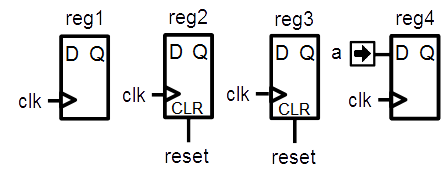 reg1 reg2 reg3 reg4
D Q D Q D Q a D Q
clk clk clk clk
CLR CLR
reset reset